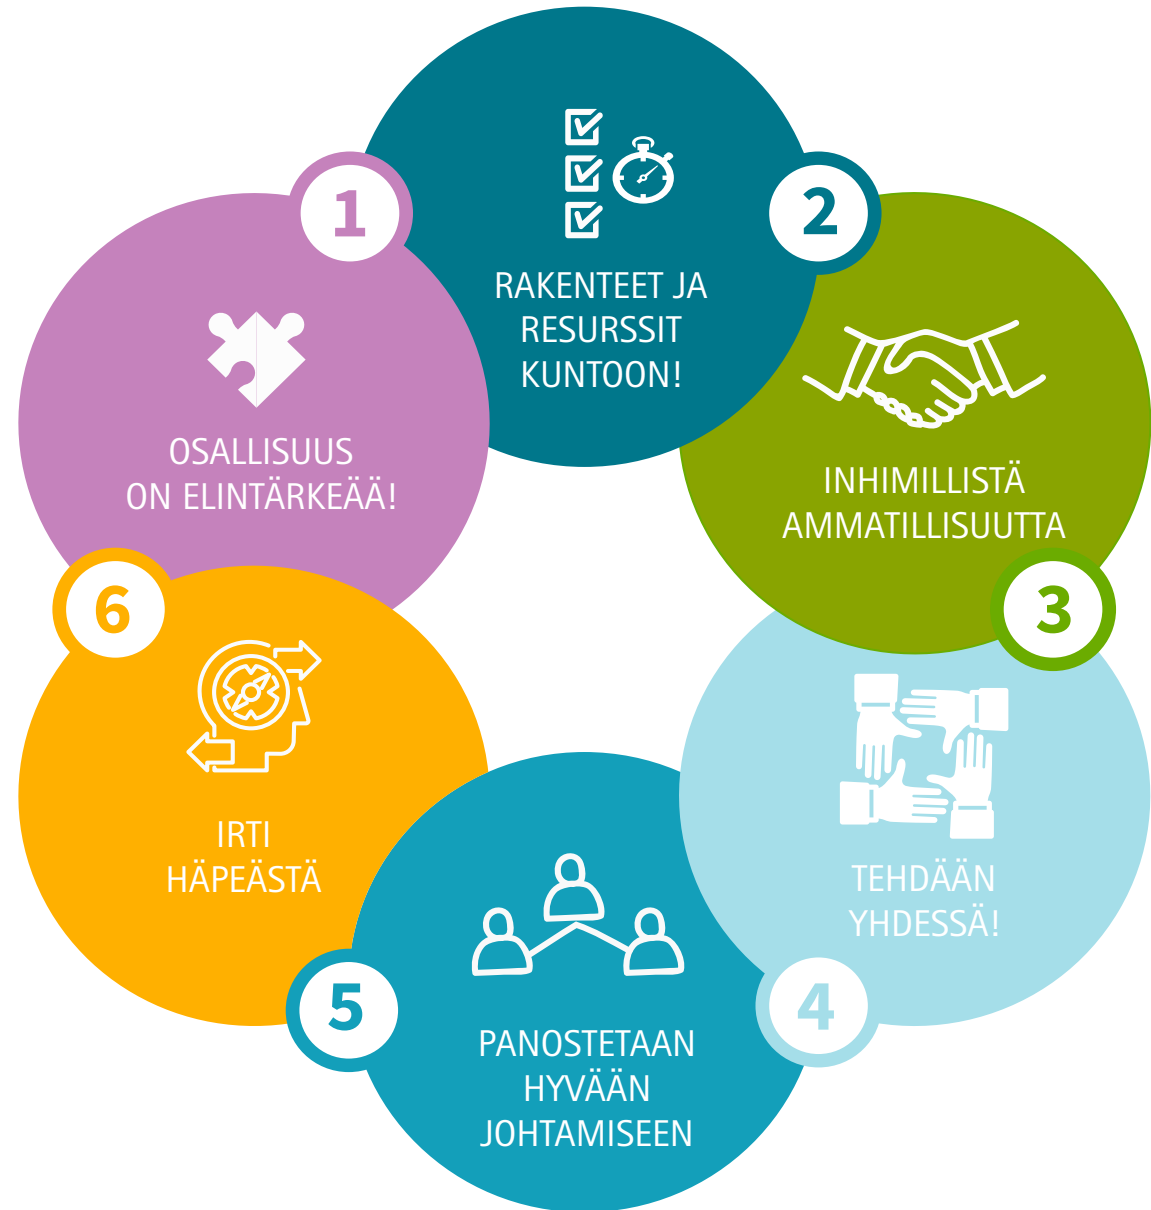 1
OSALLISUUS
ON ELINTÄRKEÄÄ!
2
RAKENTEET JA
RESURSSIT
KUNTOON!
3
INHIMILLISTÄ
AMMATILLISUUTTA
4
TEHDÄÄN
YHDESSÄ!
5
PANOSTETAAN
HYVÄÄN
JOHTAMISEEN
6
IRTI
HÄPEÄSTÄ